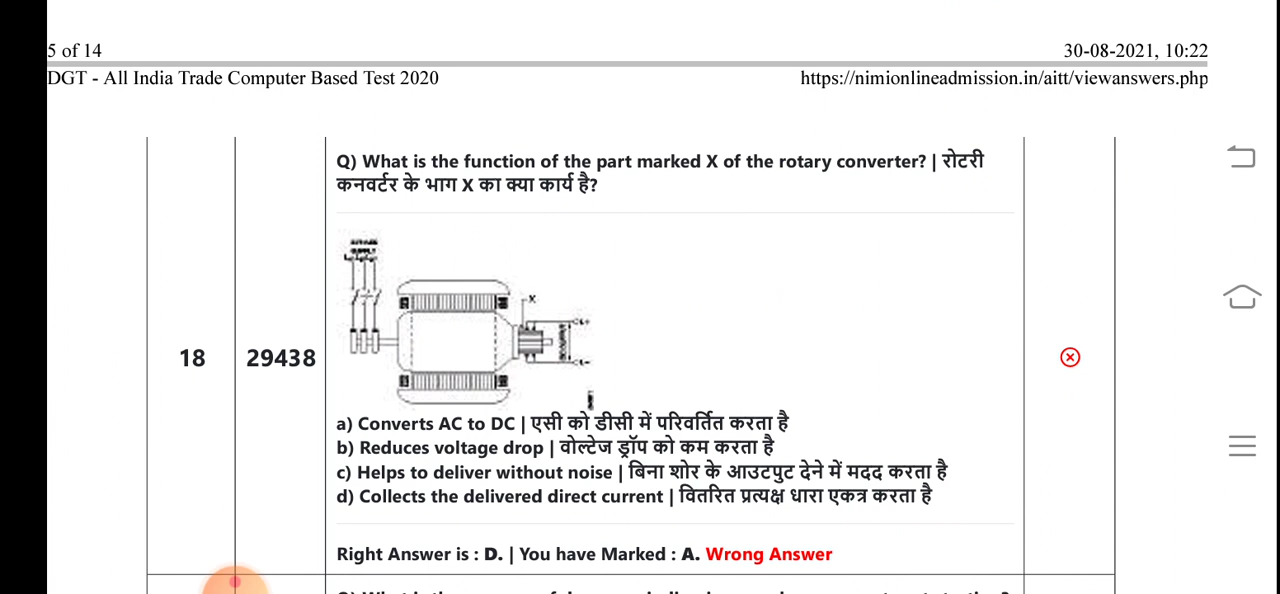 5 of 14
30-08-2021, 10:22
DGT - All India Trade Computer Based Test 2020
https://nimionlineadmission.in/aitt/viewanswers.php
Q) What is the function of the part marked X of the rotary converter? | रोटरी
कनवर्टर के भाग X का क्या कार्य है?
SUPPLY
X
L+
L-
18
29438
a) Converts AC to DC | एसी को डीसी में परिवर्तित करता है
b) Reduces voltage drop | वोल्टेज ड्रॉप को कम करता है
c) Helps to deliver without noise | बिना शोर के आउटपुट देने में मदद करता है
d) Collects the delivered direct current | वितरित प्रत्यक्ष धारा एकत्र करता है
Right Answer is : D. | You have Marked : A. Wrong Answer